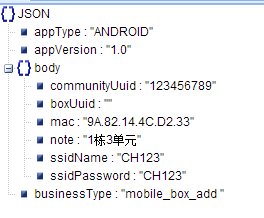 JSON
appType : "ANDROID"
appVersion : "1.0"
body
communityUuid : "123456789"
boxUuid : ""
mac : "9A.82.14.4C.D2.33"
note : "1栋3单元"
ssidName : "CH123"
ssidPassword : "CH123"
businessType : "mobile_box_add "